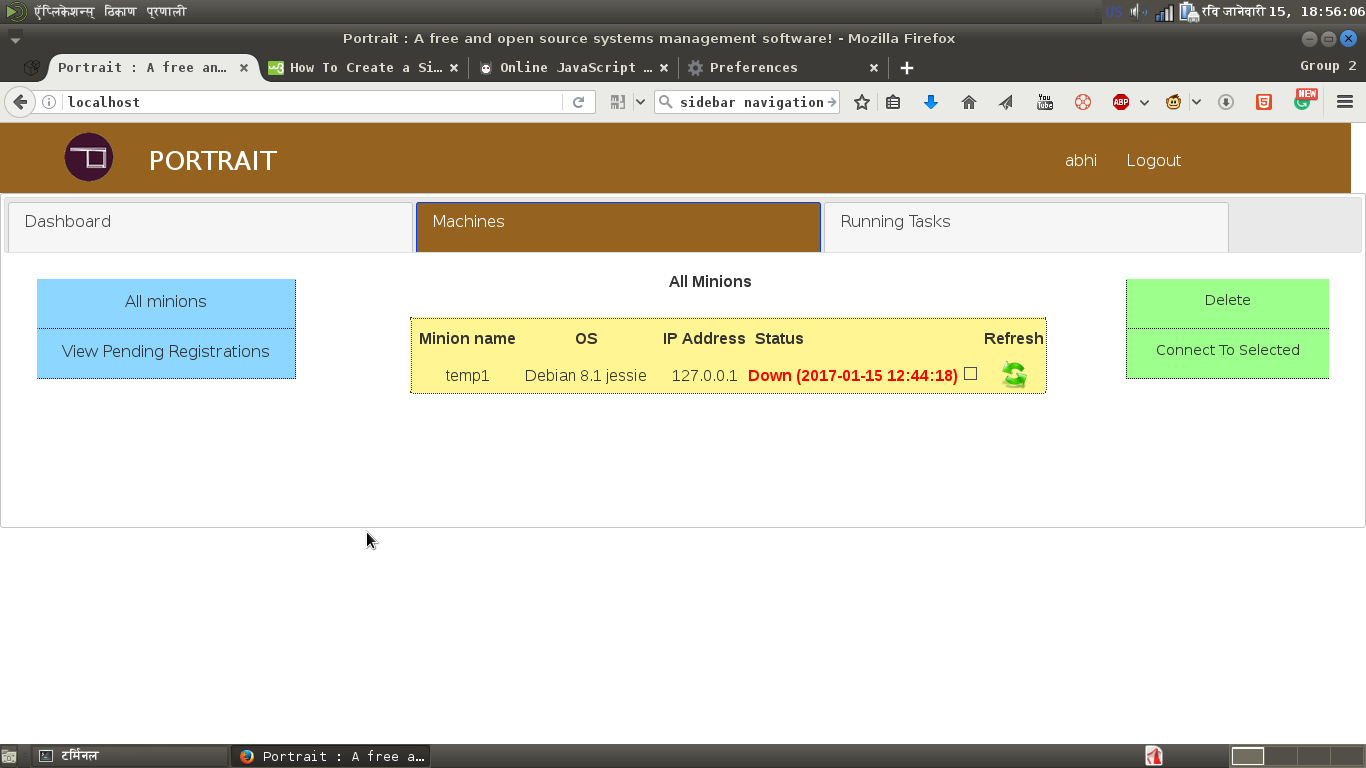 ऍप्लिकेशन्स् ठिकाण प्रणाली
US रवि जानेवारी 15, 18:56:06
Portrait : A free and open source systems management software! - Mozilla Firefox
Portrait : A free an... × How To Create a Si... × Online JavaScript ... × Preferences × + Group 2
localhost sidebar navigation You Tube ABP NEW
PORTRAIT abhi Logout
Dashboard Machines Running Tasks
All minions
View Pending Registrations
All Minions
Minion name OS IP Address Status Refresh
temp1 Debian 8.1 jessie 127.0.0.1 Down (2017-01-15 12:44:18)
Delete
Connect To Selected
टर्मिनल Portrait : A free a...